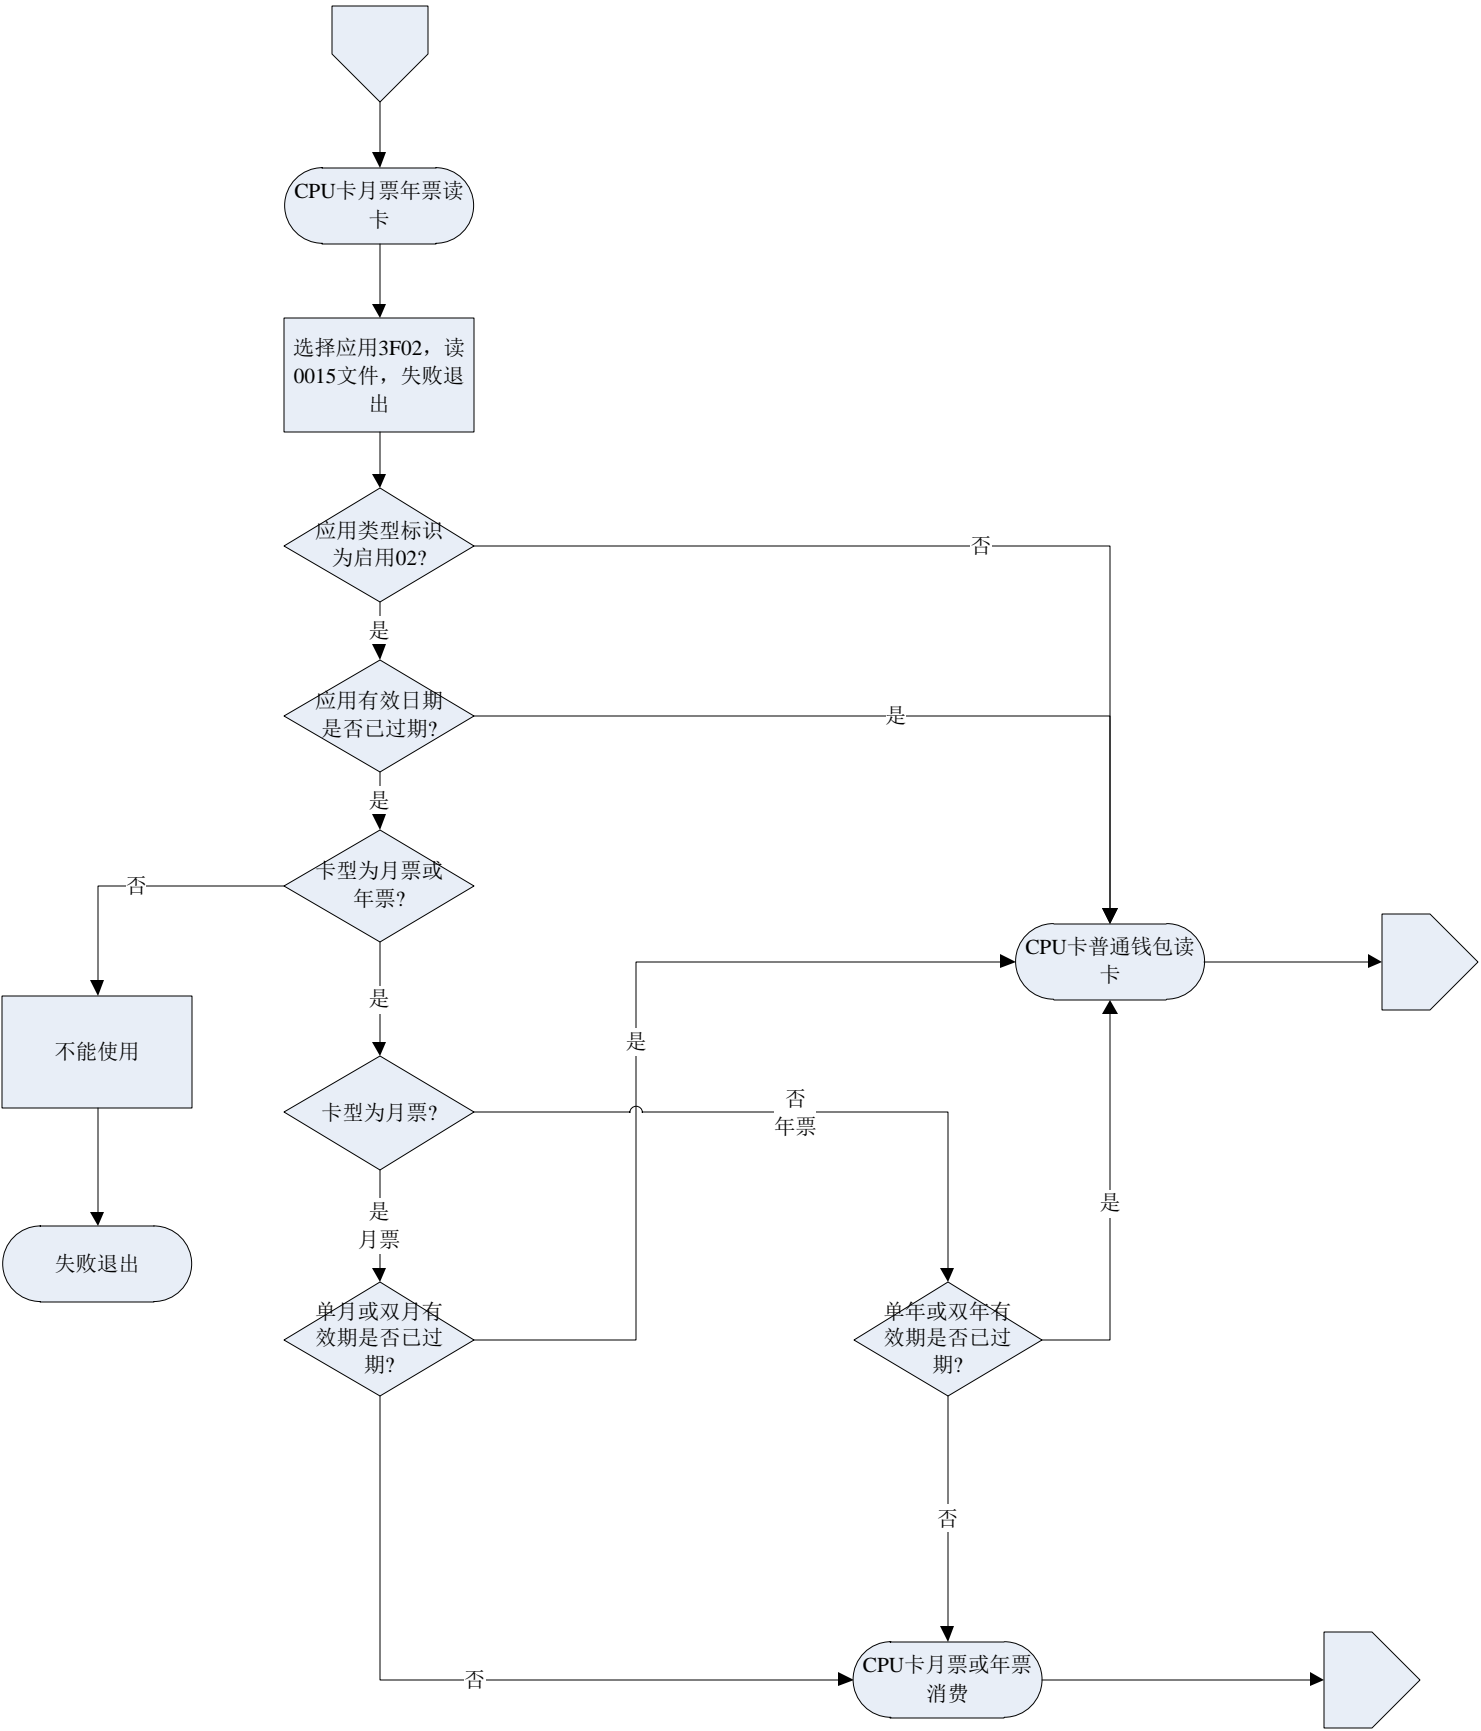 CPU卡月票年票读
卡
选择应用3F02，读
0015文件，失败退
出
应用类型标识
为启用02?
否
是
应用有效日期
是否已过期?
是
是
卡型为月票或
年票?
否
是
CPU卡普通钱包读
卡
不能使用
是
卡型为月票?
否
年票
是
月票
是
失败退出
单月或双月有
效期是否已过
期?
单年或双年有
效期是否已过
期?
否
否
CPU卡月票或年票
消费